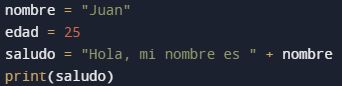 nombre = "Juan"
edad = 25
saludo = "Hola, mi nombre es " + nombre
print(saludo)